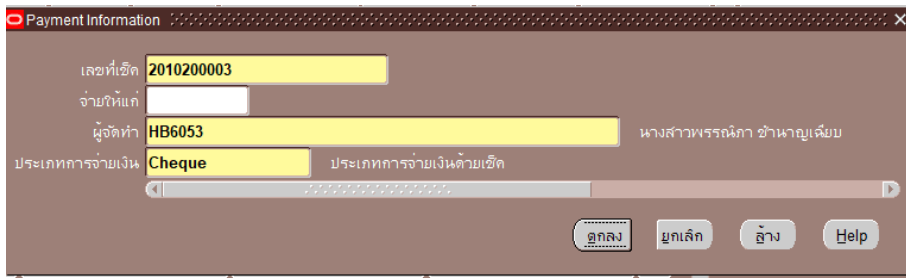 Payment Information
เลขที่เช็ค 2010200003
จ่ายให้แก่
ผู้จัดทำ HB6053 นางสาวพรรณิภา ชำนาญเฉียบ
ประเภทการจ่ายเงิน Cheque ประเภทการจ่ายเงินด้วยเช็ค
ตกลง ยกเลิก ล้าง Help